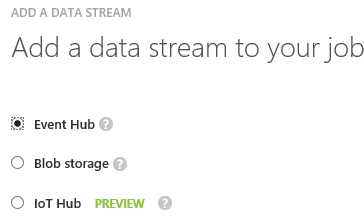 ADD A DATA STREAM
Add a data stream to your job
Event Hub ?
Blob storage ?
IoT Hub PREVIEW ?